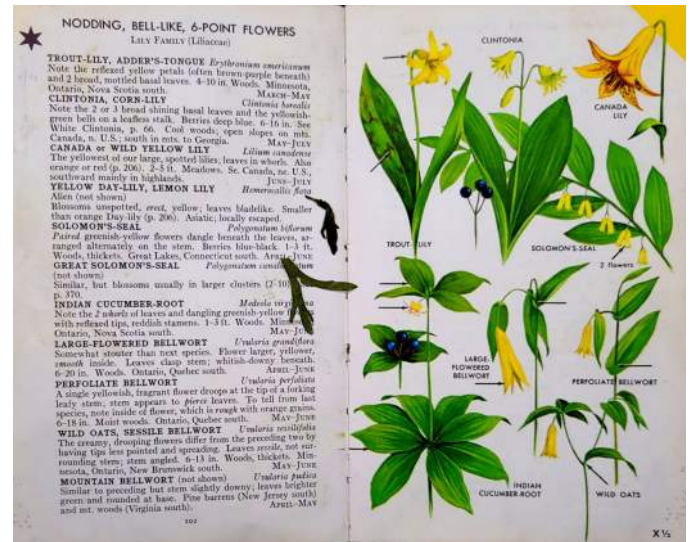 NODDING, BELL-LIKE, 6-POINT FLOWERS
LILY FAMILY (Liliaceae)
TROUT-LILY, ADDER'S-TONGUE Erythronium americanum
Note the reflexed yellow petals (often brown-purple beneath)
and 2 broad, mottled basal leaves. 4-10 in. Woods. Minnesota,
Ontario, Nova Scotia south. MARCH-MAY
CLINTONIA, CORN-LILY Clintonia borealis
Note the 2 or 3 broad shining basal leaves and the yellowish-
green bells on a leafless stalk. Berries deep blue. 6-16 in. See
White Clintonia, p. 66. Cool woods; open slopes on mts.
Canada, n. U.S.; south in mts. to Georgia. MAY-JULY
CANADA or WILD YELLOW LILY Lilium canadense
The yellowest of our large, spotted lilies; leaves in whorls. Also
orange or red (p. 206). 2-5 ft. Meadows. Se. Canada, ne. U.S.,
southward mainly in highlands. JUNE-JULY
YELLOW DAY-LILY, LEMON LILY Hemerocallis flava
Alien (not shown)
Blossoms unspotted, erect, yellow; leaves bladelike. Smaller
than orange Day-lily (p. 206). Asiatic; locally escaped.
SOLOMON'S-SEAL Polygonatum biflorum
Paired greenish-yellow flowers dangle beneath the leaves, ar-
ranged alternately on the stem. Berries blue-black. 1-3 ft.
Woods, thickets. Great Lakes, Connecticut south. APRIL-JUNE
GREAT SOLOMON'S-SEAL Polygonatum
(not shown)
Similar, but blossoms usually in larger clusters (2-10)
p. 370.
INDIAN CUCUMBER-ROOT Medeola
Note the 2 whorls of leaves and dangling greenish-yellow
with reflexed tips, reddish stamens. 1-3 ft. Woods.
Ontario, Nova Scotia south. MAY-JUNE
LARGE-FLOWERED BELLWORT Uvularia grandiflora
Somewhat stouter than next species. Flower larger, yellower,
smooth inside. Leaves clasp stem; whitish-downy beneath.
6-20 in. Woods. Ontario, Quebec south. APRIL-JUNE
PERFOLIATE BELLWORT Uvularia perfoliata
A single yellowish, fragrant flower droops at the tip of a forking
leafy stem; stem appears to pierce leaves. To tell from last
species, note inside of flower, which is rough with orange grains.
6-18 in. Moist woods. Ontario, Quebec south. MAY-JUNE
WILD OATS, SESSILE BELLWORT Uvularia sessilifolia
The creamy, drooping flowers differ from the preceding two by
having tips less pointed and spreading. Leaves sessile, not sur-
rounding stem; stem angled. 6-13 in. Woods, thickets. Min-
nesota, Ontario, New Brunswick south. MAY-JUNE
MOUNTAIN BELLWORT (not shown) Uvularia pudica
Similar to preceding but stem slightly downy; leaves brighter
green and rounded at base. Pine barrens (New Jersey south)
and mt. woods (Virginia south). APRIL-MAY
102
CLINTONIA
CANADA
LILY
TROUT-LILY
SOLOMON'S-SEAL
2 flowers
LARGE-
FLOWERED
BELLWORT
PERFOLIATE BELLWORT
INDIAN
CUCUMBER-ROOT
WILD OATS
X ½